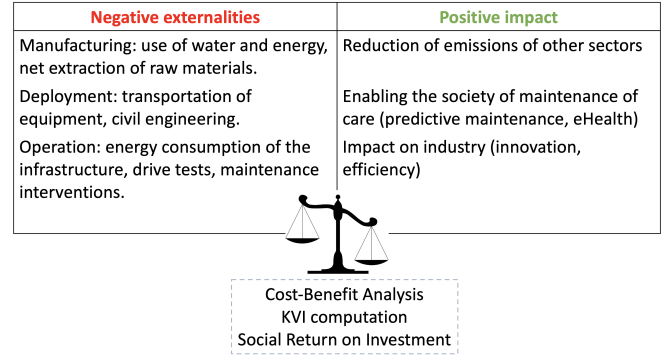 Negative externalities
Positive impact
Manufacturing: use of water and energy,
net extraction of raw materials.
Reduction of emissions of other sectors
Deployment: transportation of
equipment, civil engineering.
Enabling the society of maintenance of
care (predictive maintenance, eHealth)
Operation: energy consumption of the
infrastructure, drive tests, maintenance
interventions.
Impact on industry (innovation,
efficiency)
Cost-Benefit Analysis
KVI computation
Social Return on Investment